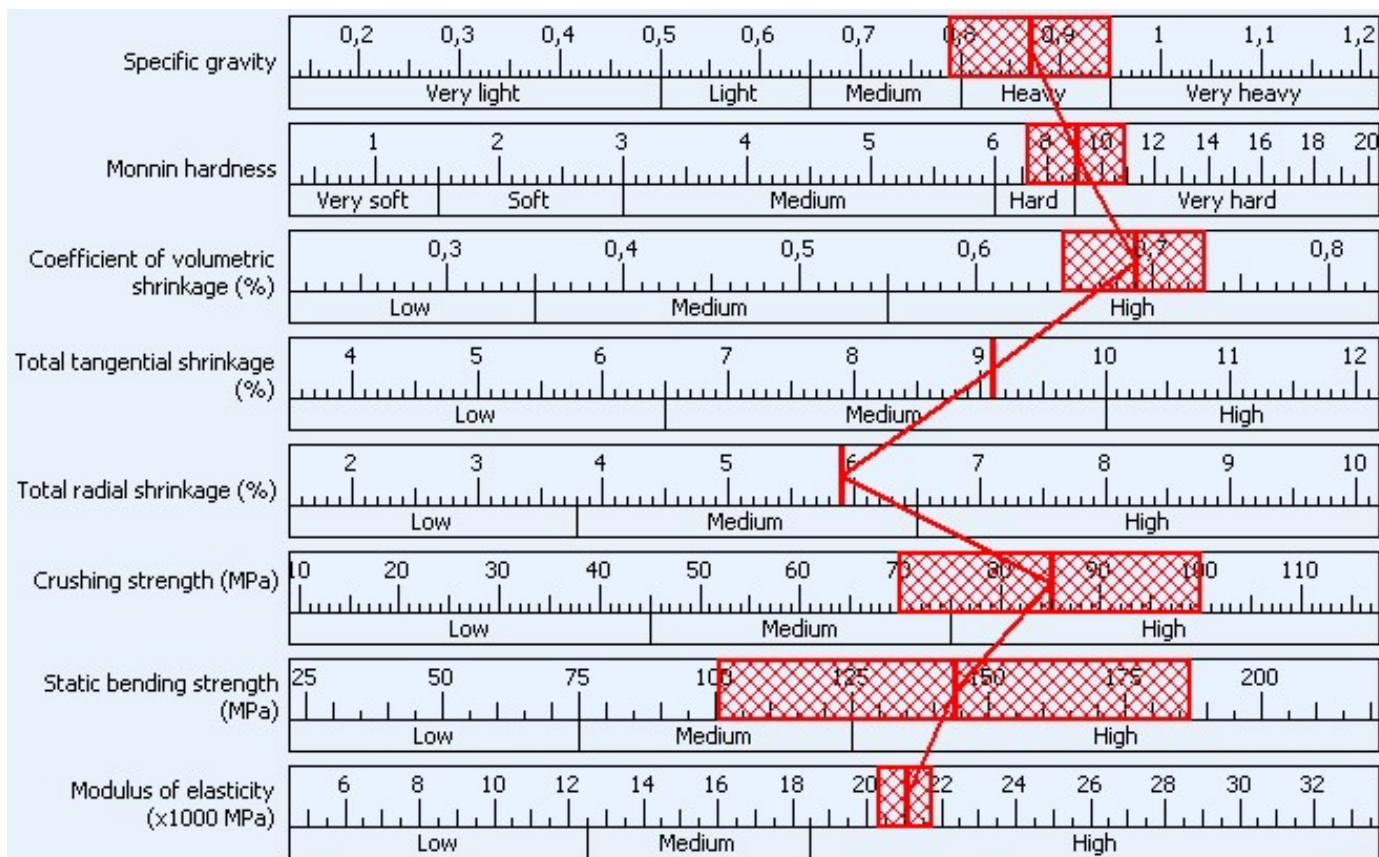 0,2 0,3 0,4 0,5 0,6 0,7 0,8 0,9 1 1,1 1,2
Specific gravity
Very light Light Medium Heavy Very heavy
1 2 3 4 5 6 8 10 12 14 16 18 20
Monnin hardness
Very soft Soft Medium Hard Very hard
0,3 0,4 0,5 0,6 0,7 0,8
Coefficient of volumetric
shrinkage (%)
Low Medium High
4 5 6 7 8 9 10 11 12
Total tangential shrinkage
(%)
Low Medium High
2 3 4 5 6 7 8 9 10
Total radial shrinkage (%)
Low Medium High
10 20 30 40 50 60 70 80 90 100 110
Crushing strength (MPa)
Low Medium High
25 50 75 100 125 150 175 200
Static bending strength
(MPa)
Low Medium High
6 8 10 12 14 16 18 20 22 24 26 28 30 32
Modulus of elasticity
(x1000 MPa)
Low Medium High